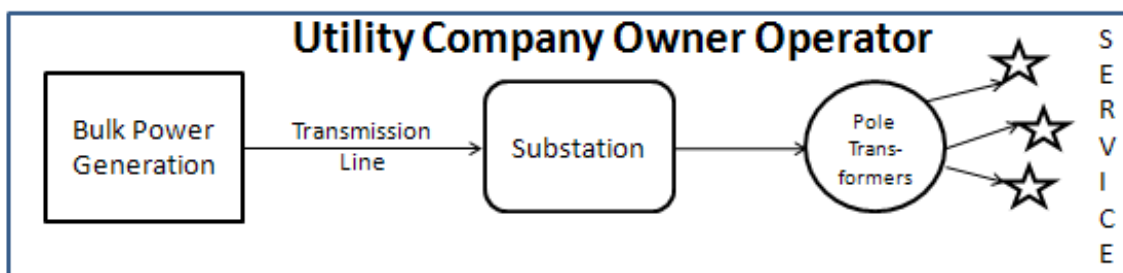 Utility Company Owner Operator
Bulk Power
Generation
Transmission
Line
Substation
Pole
Trans-
formers
S
E
R
V
I
C
E